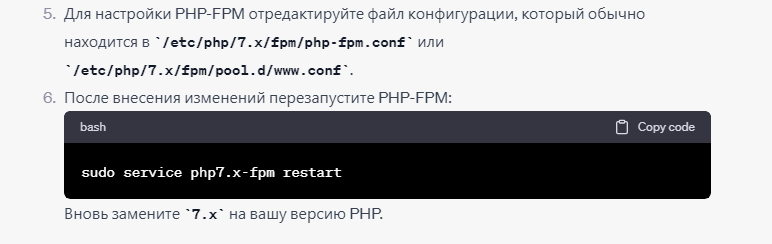 5. Для настройки PHP-FPM отредактируйте файл конфигурации, который обычно
находится в `/etc/php/7.x/fpm/php-fpm.conf` или
`/etc/php/7.x/fpm/pool.d/www.conf`.
6. После внесения изменений перезапустите PHP-FPM:
bash Copy code
sudo service php7.x-fpm restart
Вновь замените `7.x` на вашу версию PHP.